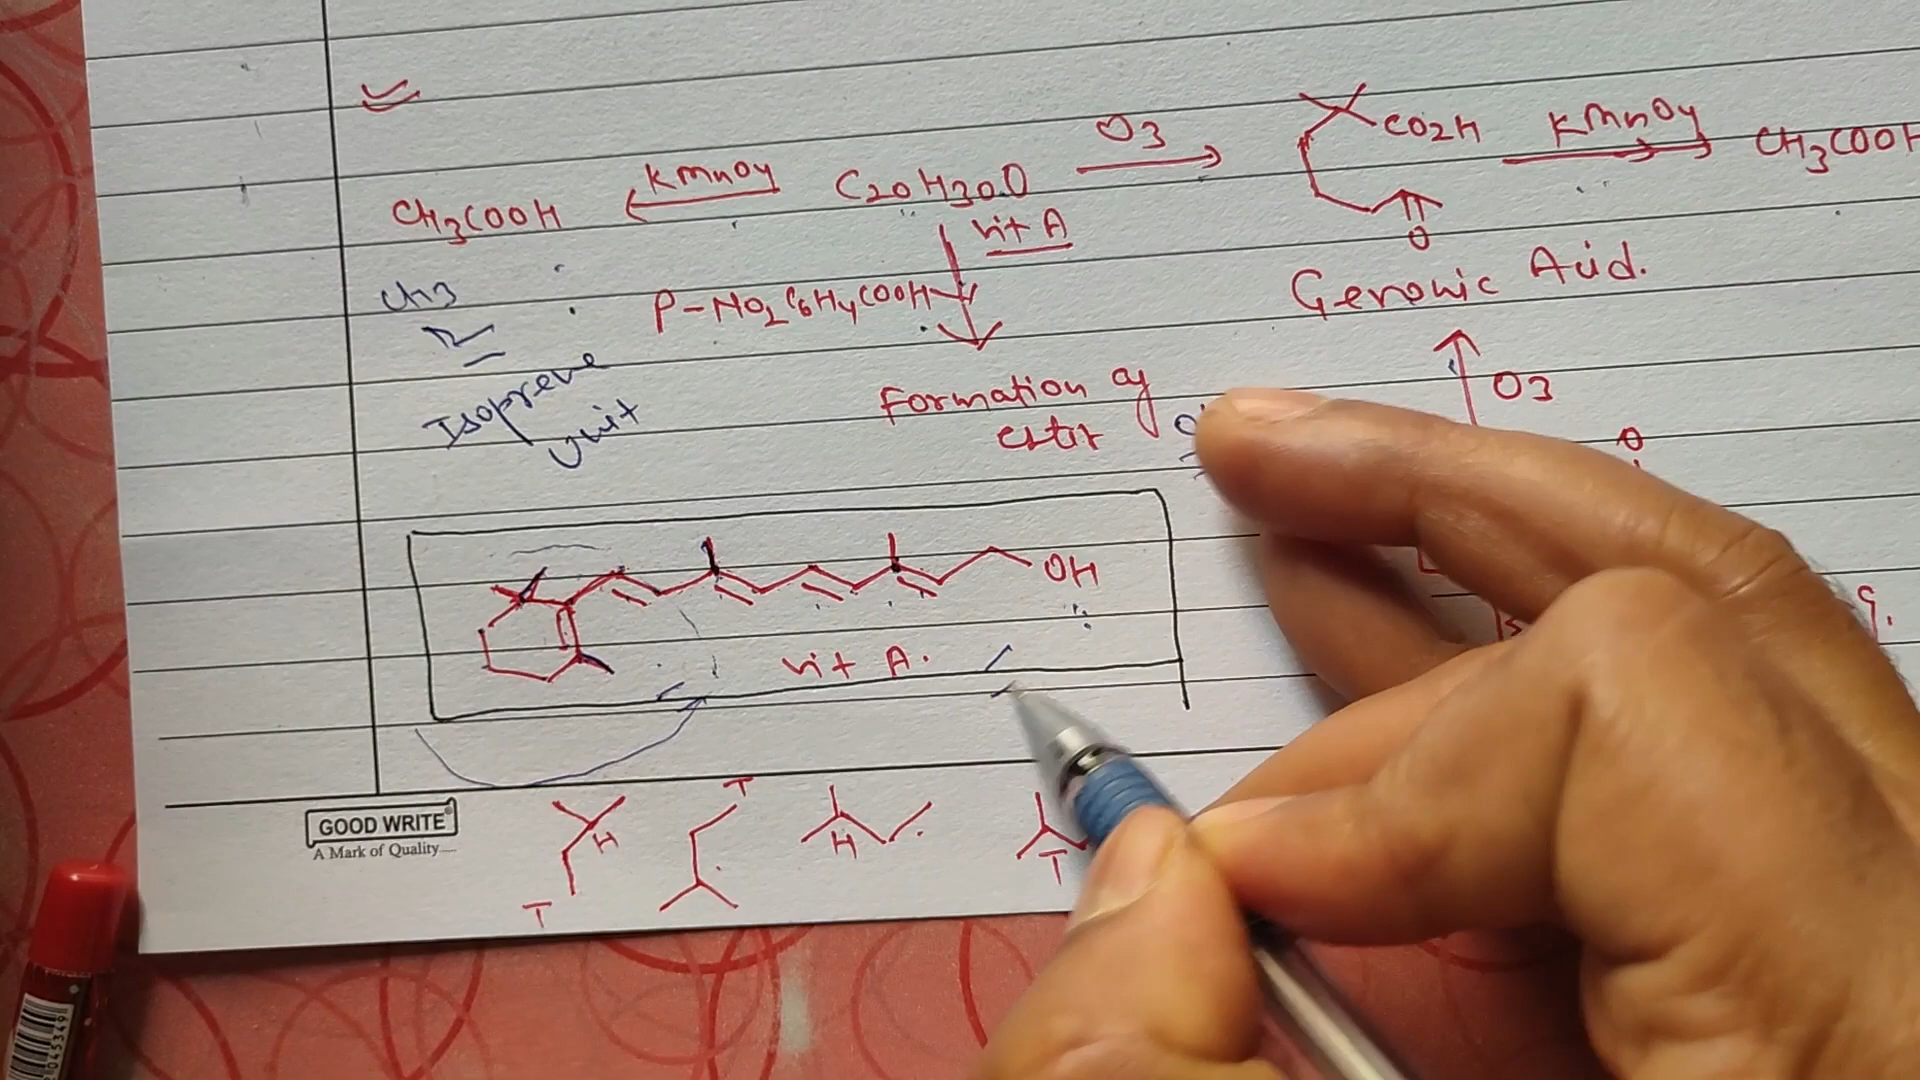 O3
CO2H
KMnO4
CH3COOH
KMnO4
C20H30O
CH3COOH
vit A
O
CH3
P-NO2C6H4COOH
Geronic Acid.
Isoprene
unit
Formation of
ester
O3
O
OH
vit A.
GOOD WRITE
A Mark of Quality
T
H
H
T
T